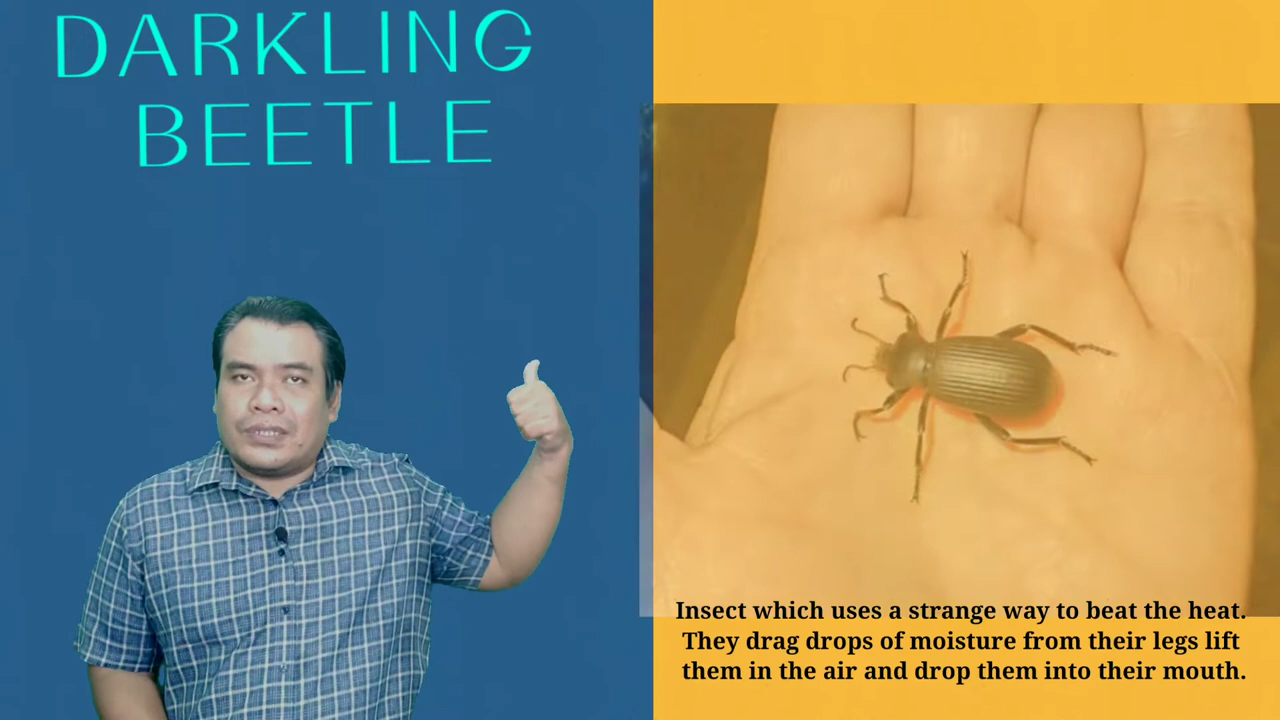 DARKLING
BEETLE
Insect which uses a strange way to beat the heat.
They drag drops of moisture from their legs lift
them in the air and drop them into their mouth.